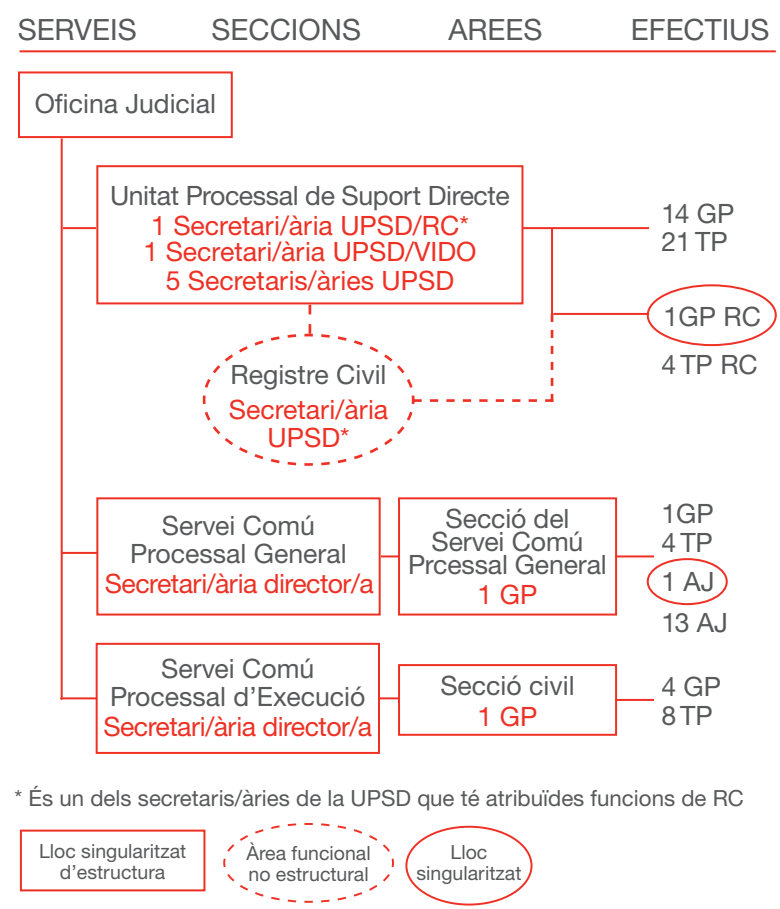 SERVEIS SECCIONS AREES EFECTIUS
Oficina Judicial
Unitat Processal de Suport Directe
1 Secretari/ària UPSD/RC*
1 Secretari/ària UPSD/VIDO
5 Secretaris/àries UPSD
14 GP
21 TP
1GP RC
4 TP RC
Registre Civil
Secretari/ària
UPSD*
Servei Comú
Processal General
Secretari/ària director/a
Secció del
Servei Comú
Prcessal General
1 GP
1GP
4 TP
1 AJ
13 AJ
Servei Comú
Processal d'Execució
Secretari/ària director/a
Secció civil
1 GP
4 GP
8 TP
* És un dels secretaris/àries de la UPSD que té atribuïdes funcions de RC
Lloc singularitzat
d'estructura
Àrea funcional
no estructural
Lloc
singularitzat